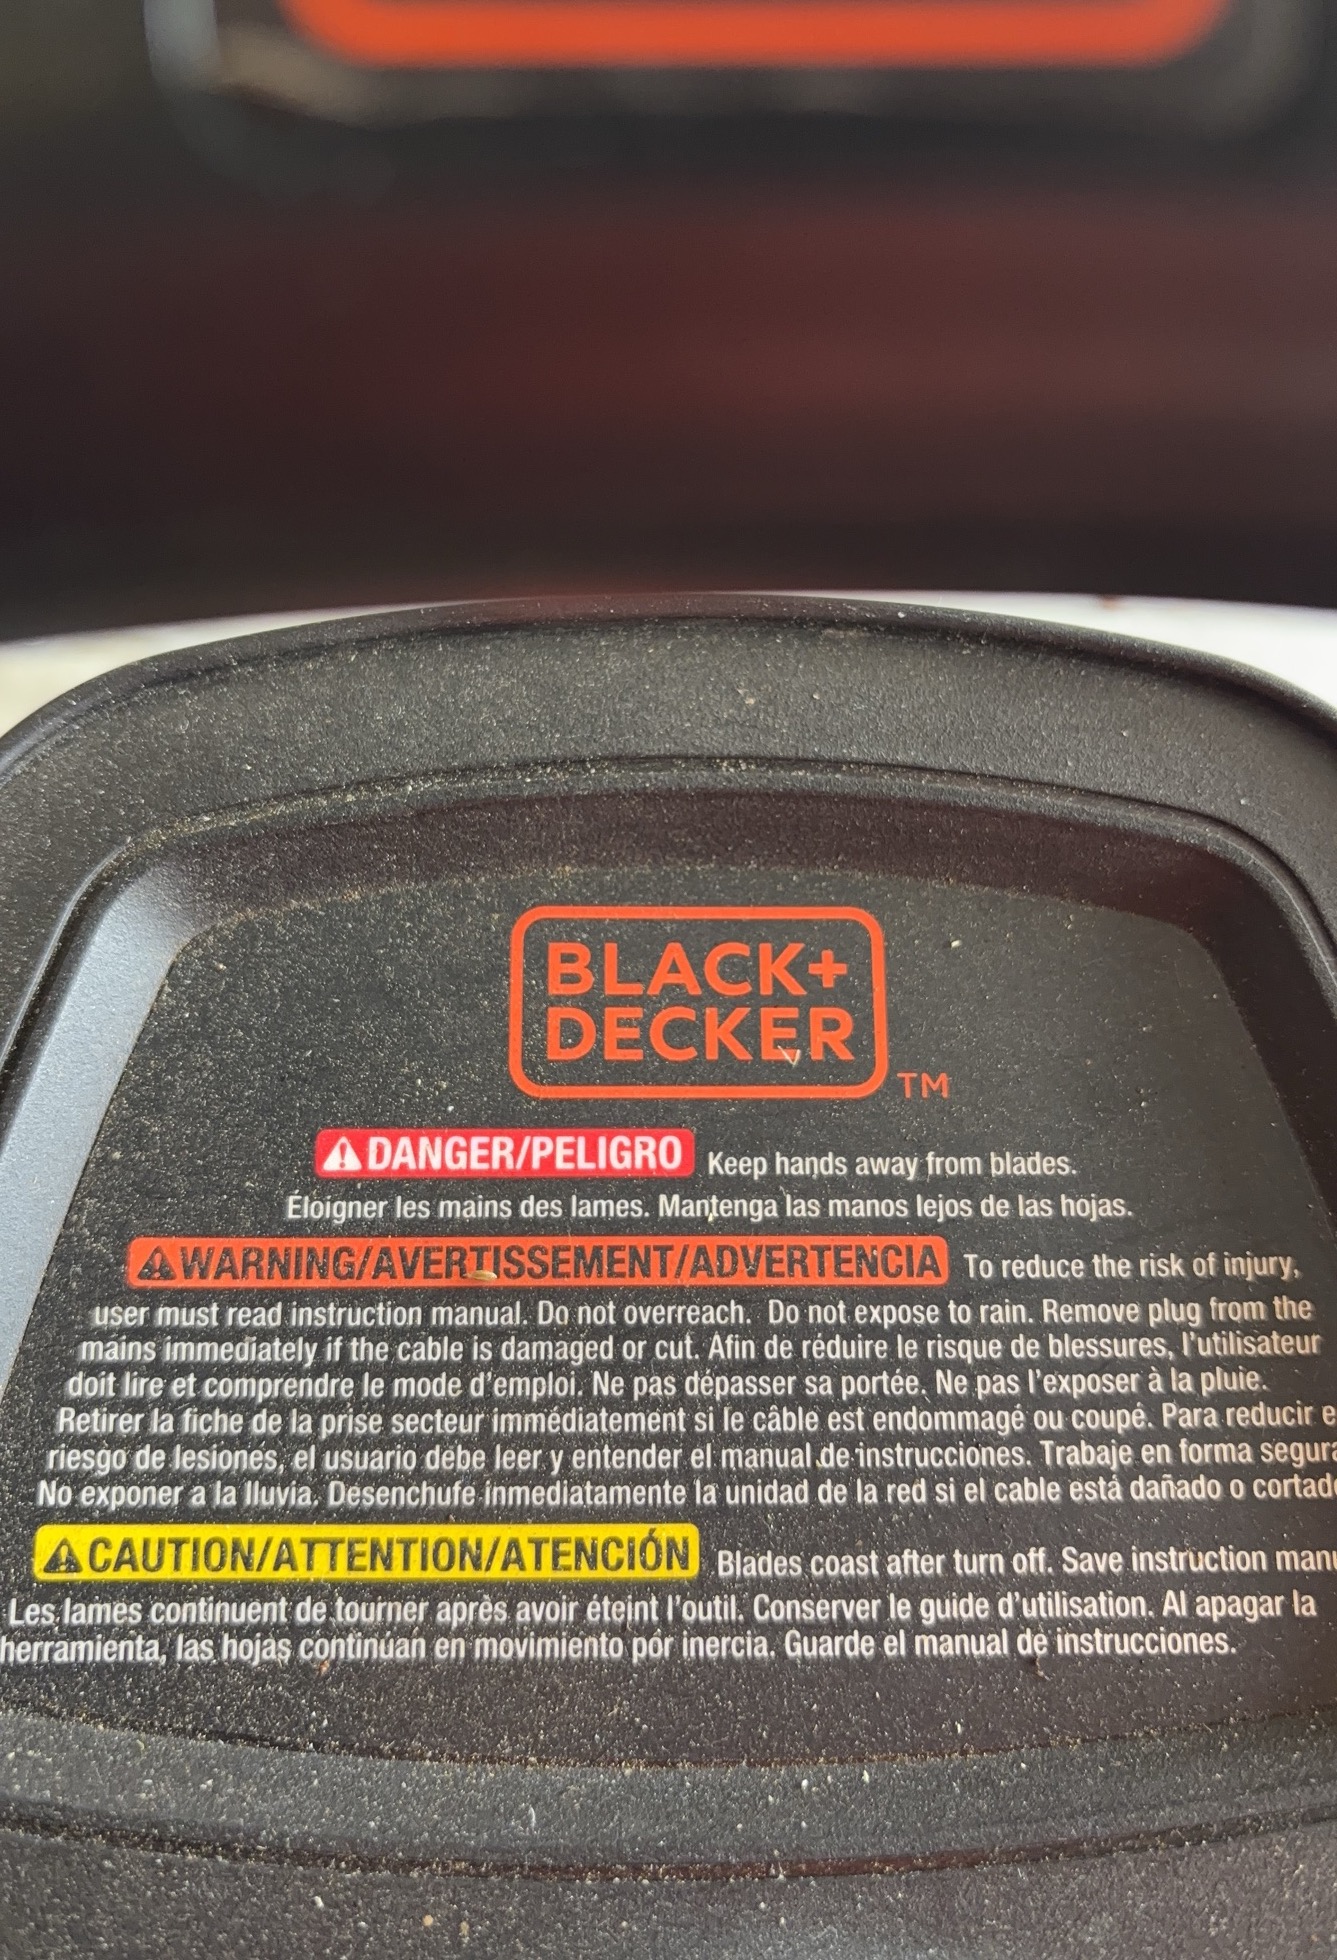 BLACK+
DECKER
TM
DANGER/PELIGRO Keep hands away from blades.
Éloigner les mains des lames. Mantenga las manos lejos de las hojas.
WARNING/AVERTISSEMENT/ADVERTENCIA To reduce the risk of injury,
user must read instruction manual. Do not overreach. Do not expose to rain. Remove plug from the
mains immediately if the cable is damaged or cut. Afin de réduire le risque de blessures, l'utilisateur
doit lire et comprendre le mode d'emploi. Ne pas dépasser sa portée. Ne pas l'exposer à la pluie.
Retirer la fiche de la prise secteur immédiatement si le câble est endommagé ou coupé. Para reducir e
riesgo de lesiones, el usuario debe leer y entender el manual de instrucciones. Trabaje en forma segura
No exponer a la lluvia. Desenchufe inmediatamente la unidad de la red si el cable está dañado o cortad
CAUTION/ATTENTION/ATENCIÓN Blades coast after turn off. Save instruction man
Les lames continuent de tourner après avoir éteint l'outil. Conserver le guide d'utilisation. Al apagar la
herramienta, las hojas continúan en movimiento por inercia. Guarde el manual de instrucciones.